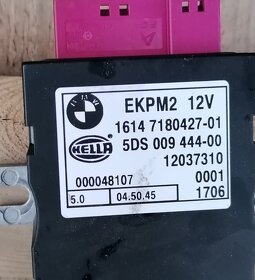 BMW
EKPM2 12V
1614 7180427-01
HELLA
5DS 009 444-00
12037310
000048107 0001
5.0 04.50.45 1706